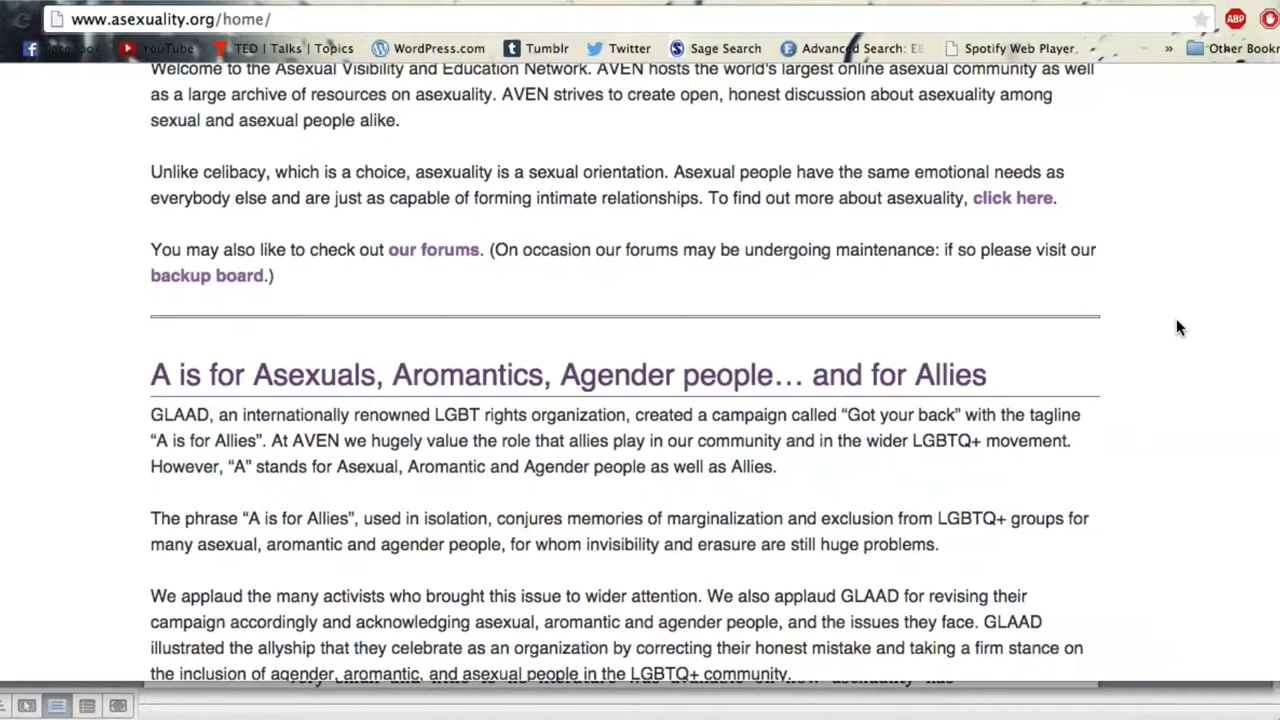 www.asexuality.org/home/
Facebook YouTube TED | Talks | Topics WordPress.com Tumblr Twitter Sage Search Advanced Search: E Spotify Web Player » Other Book
ABP
Welcome to the Asexual Visibility and Education Network. AVEN hosts the world's largest online asexual community as well
as a large archive of resources on asexuality. AVEN strives to create open, honest discussion about asexuality among
sexual and asexual people alike.
Unlike celibacy, which is a choice, asexuality is a sexual orientation. Asexual people have the same emotional needs as
everybody else and are just as capable of forming intimate relationships. To find out more about asexuality, click here.
You may also like to check out our forums. (On occasion our forums may be undergoing maintenance: if so please visit our
backup board.)
A is for Asexuals, Aromantics, Agender people… and for Allies
GLAAD, an internationally renowned LGBT rights organization, created a campaign called “Got your back” with the tagline
“A is for Allies”. At AVEN we hugely value the role that allies play in our community and in the wider LGBTQ+ movement.
However, “A” stands for Asexual, Aromantic and Agender people as well as Allies.
The phrase “A is for Allies”, used in isolation, conjures memories of marginalization and exclusion from LGBTQ+ groups for
many asexual, aromantic and agender people, for whom invisibility and erasure are still huge problems.
We applaud the many activists who brought this issue to wider attention. We also applaud GLAAD for revising their
campaign accordingly and acknowledging asexual, aromantic and agender people, and the issues they face. GLAAD
illustrated the allyship that they celebrate as an organization by correcting their honest mistake and taking a firm stance on
the inclusion of agender, aromantic, and asexual people in the LGBTQ+ community.